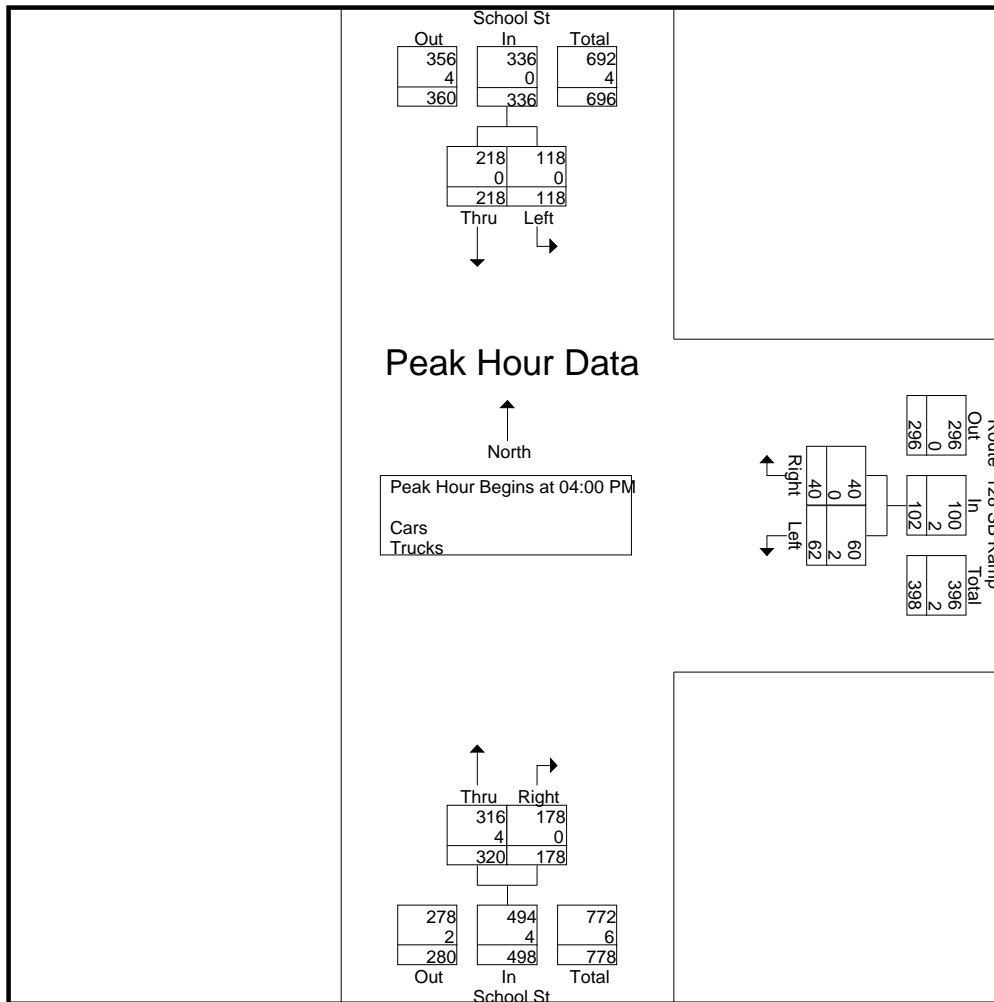 School St
Out In Total
356 336 692
4 0 4
360 336 696
218 118
0 0
218 118
Thru Left
Peak Hour Data
North
Peak Hour Begins at 04:00 PM
Cars
Trucks
Route 128 SB Ramp
Out In Total
296 100 396
0 2 2
296 102 398
40 60
0 2
40 62
Right Left
Thru Right
316 178
4 0
320 178
278 494 772
2 4 6
280 498 778
Out In Total
School St